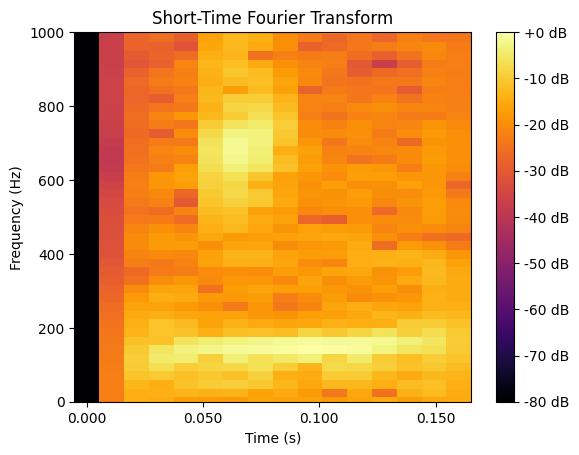 Short-Time Fourier Transform
1000
800
600
400
200
0
Frequency (Hz)
0.000
0.050
0.100
0.150
Time (s)
+0 dB
-10 dB
-20 dB
-30 dB
-40 dB
-50 dB
-60 dB
-70 dB
-80 dB